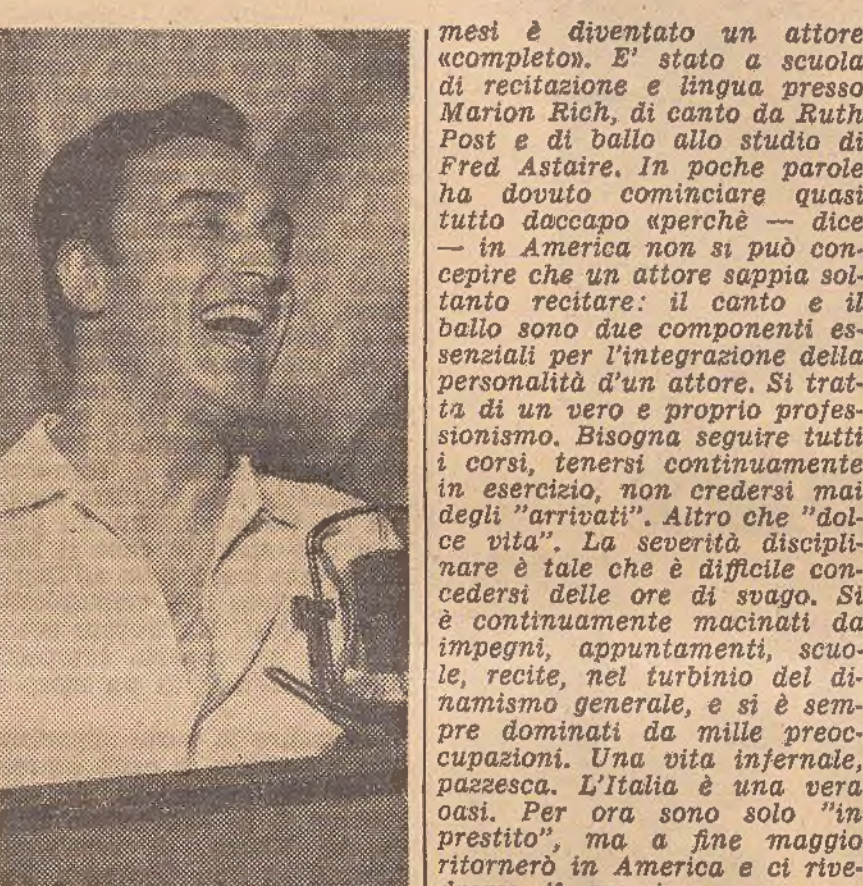 mesi è diventato un attore
«completo». E' stato a scuola
di recitazione e lingua presso
Marion Rich, di canto da Ruth
Post e di ballo allo studio di
Fred Astaire. In poche parole
ha dovuto cominciare quasi
tutto daccapo «perchè — dice
— in America non si può con-
cepire che un attore sappia sol-
tanto recitare: il canto e il
ballo sono due componenti es-
senziali per l'integrazione della
personalità d'un attore. Si trat-
ta di un vero e proprio profes-
sionismo. Bisogna seguire tutti
i corsi, tenersi continuamente
in esercizio, non credersi mai
degli "arrivati". Altro che "dol-
ce vita". La severità discipli-
nare è tale che è difficile con-
cedersi delle ore di svago. Si
è continuamente macinati da
impegni, appuntamenti, scuo-
le, recite, nel turbinio del di-
namismo generale, e si è sem-
pre dominati da mille preoc-
cupazioni. Una vita infernale,
pazzesca. L'Italia è una vera
oasi. Per ora sono solo "in
prestito", ma a fine maggio
ritornerò in America e ci rive-